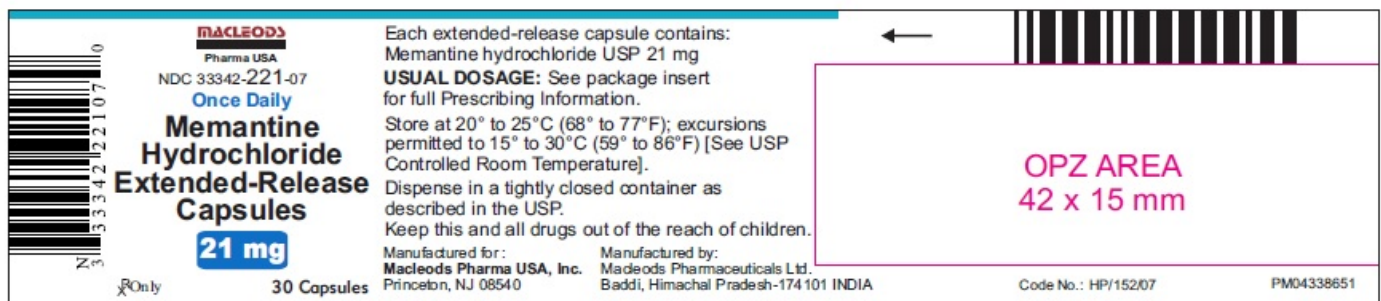 MACLEODS
Pharma USA
NDC 33342-221-07
Once Daily
Memantine
Hydrochloride
Extended-Release
Capsules
21 mg
℞ Only
30 Capsules
N
3 33342 22107 0
Each extended-release capsule contains:
Memantine hydrochloride USP 21 mg
USUAL DOSAGE: See package insert
for full Prescribing Information.
Store at 20° to 25°C (68° to 77°F); excursions
permitted to 15° to 30°C (59° to 86°F) [See USP
Controlled Room Temperature].
Dispense in a tightly closed container as
described in the USP.
Keep this and all drugs out of the reach of children.
Manufactured for :
Macleods Pharma USA, Inc.
Princeton, NJ 08540
Manufactured by:
Macleods Pharmaceuticals Ltd.
Baddi, Himachal Pradesh-174101 INDIA
OPZ AREA
42 x 15 mm
Code No.: HP/152/07
PM04338651